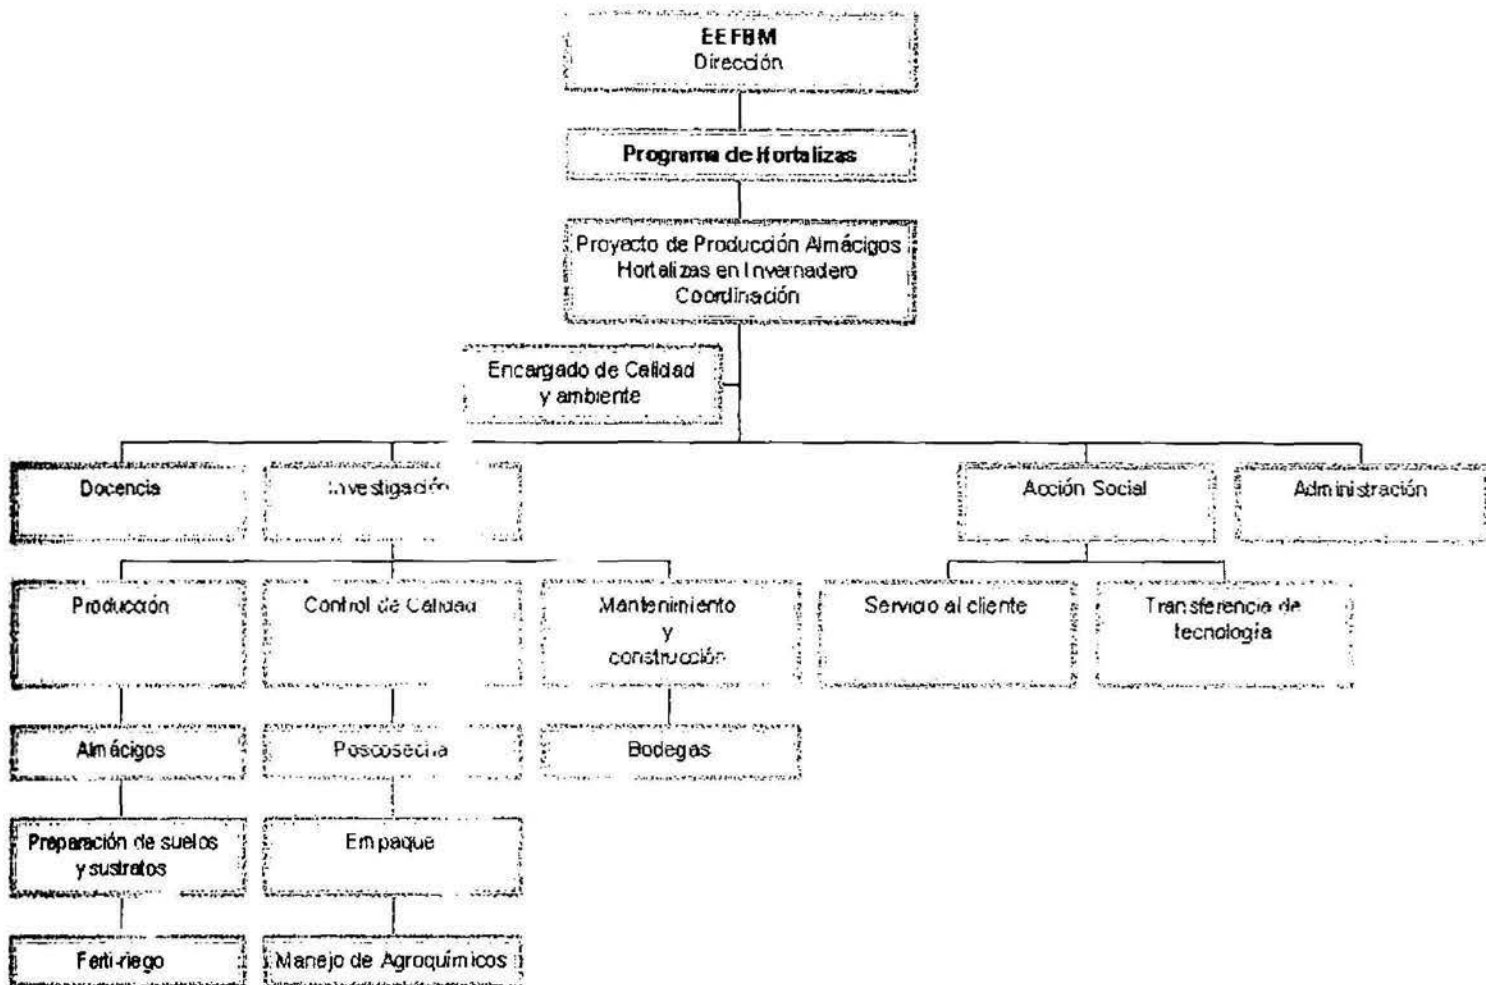 EEFBM
Dirección
Programa de Hortalizas
Proyecto de Producción Almácigos
Hortalizas en Invernadero
Coordinación
Encargado de Calidad
y ambiente
Docencia
Investigación
Acción Social
Administración
Producción
Control de Calidad
Mantenimiento
y
construcción
Servicio al cliente
Transferencia de
tecnología
Almácigos
Poscosecha
Bodegas
Preparación de suelos
y sustratos
Empaque
Ferti-riego
Manejo de Agroquímicos